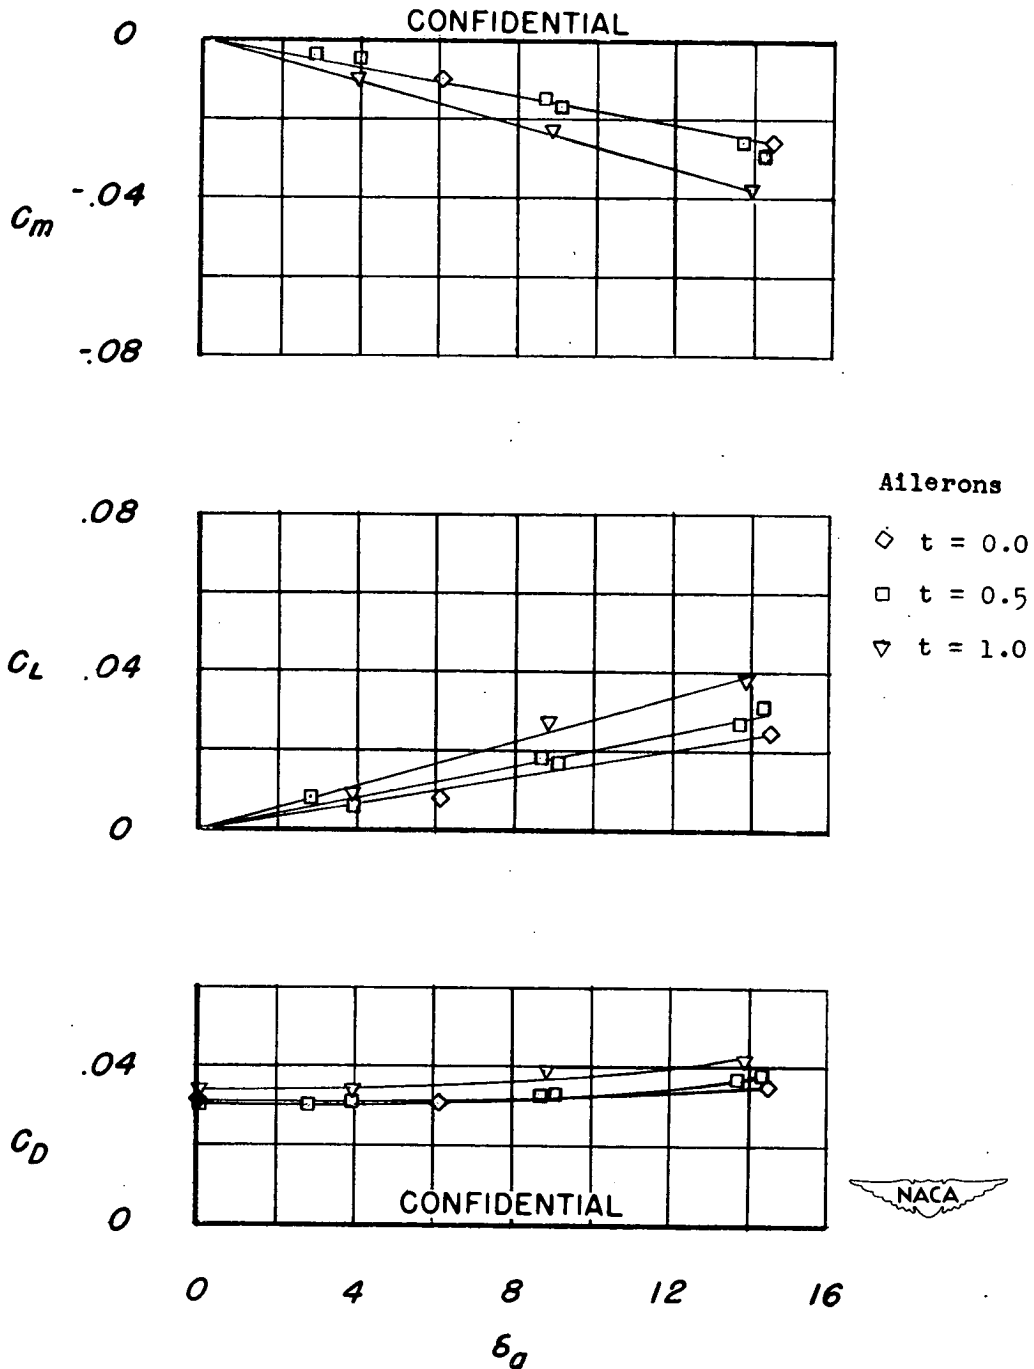 CONFIDENTIAL
0
-.04
Cm
-.08
Ailerons
◇ t = 0.0
□ t = 0.5
▽ t = 1.0
.08
CL .04
0
.04
CD
CONFIDENTIAL
NACA
0
0 4 8 12 16
δa